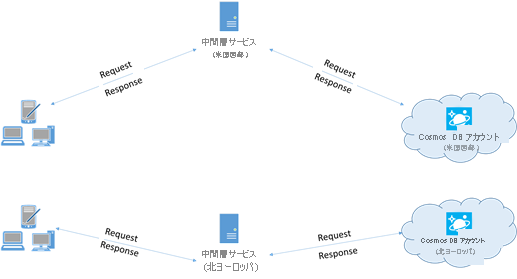 中間層サービス
(米国西部)
Request
Response
Request
Response
Cosmos DB アカウント
(米国西部)
Request
Response
中間層サービス
(北ヨーロッパ)
Request
Response
Cosmos DB アカウント
(北ヨーロッパ)